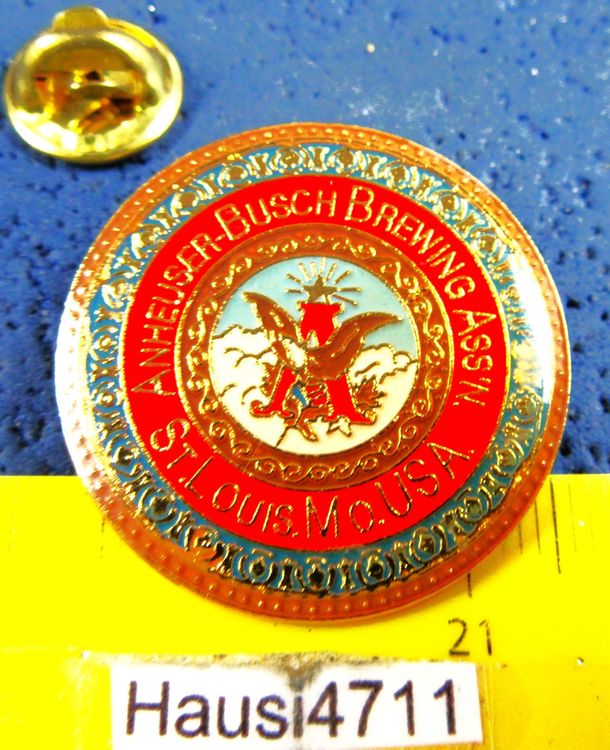 ANHEUSER-BUSCH BREWING ASS'N.
ST. LOUIS, MO. USA.
21
Hausi4711